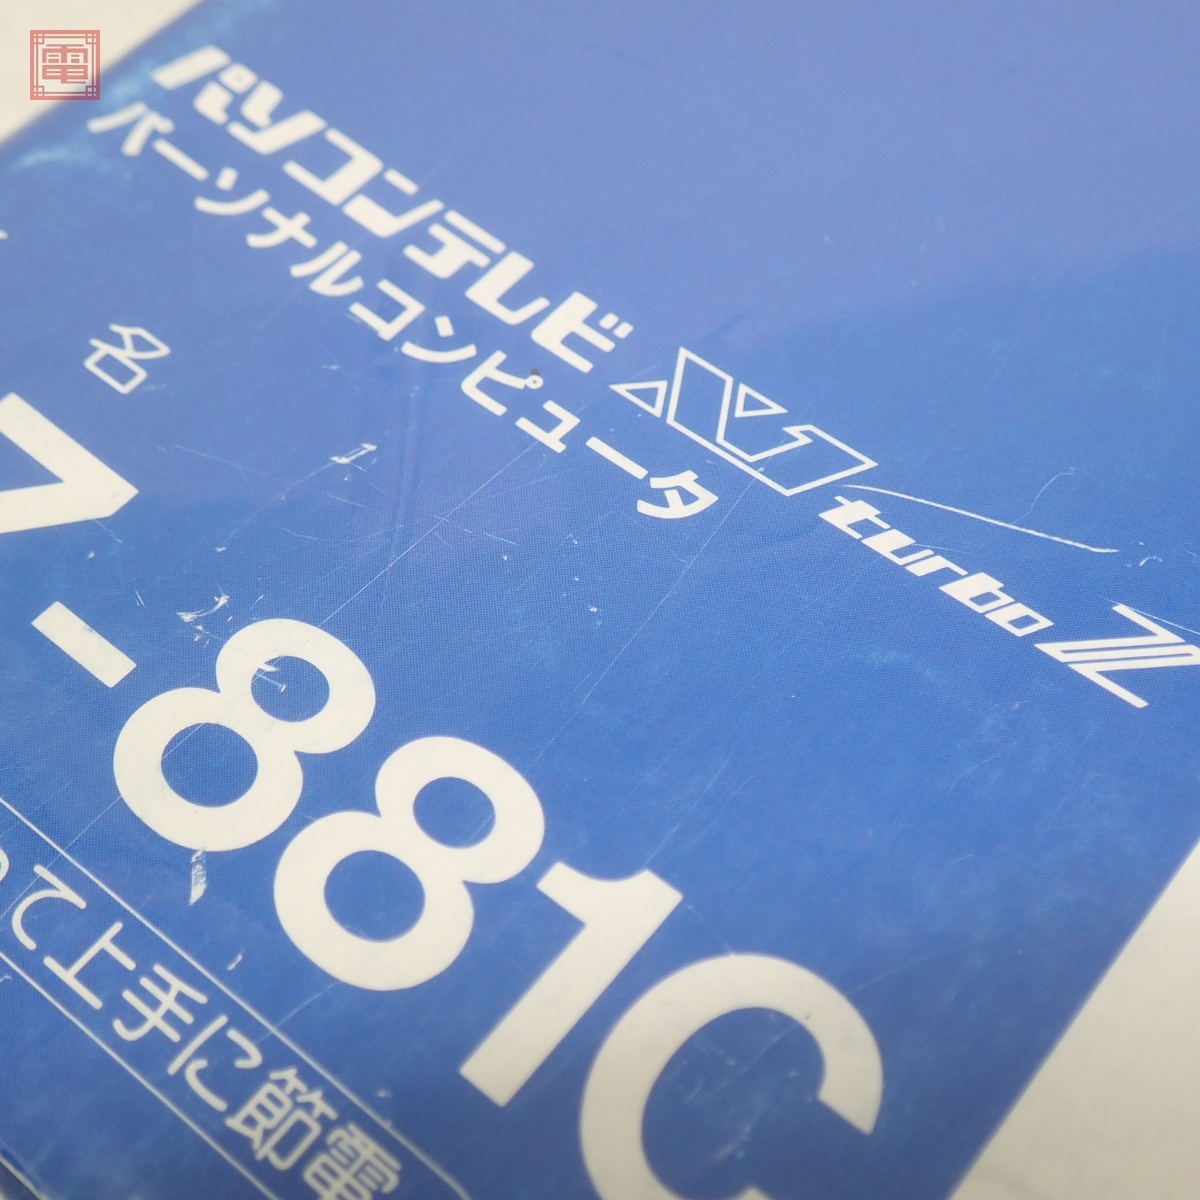 電
パソコンテレビ X1 turbo Z
パーソナルコンピュータ
名
-881C
て上手に節電